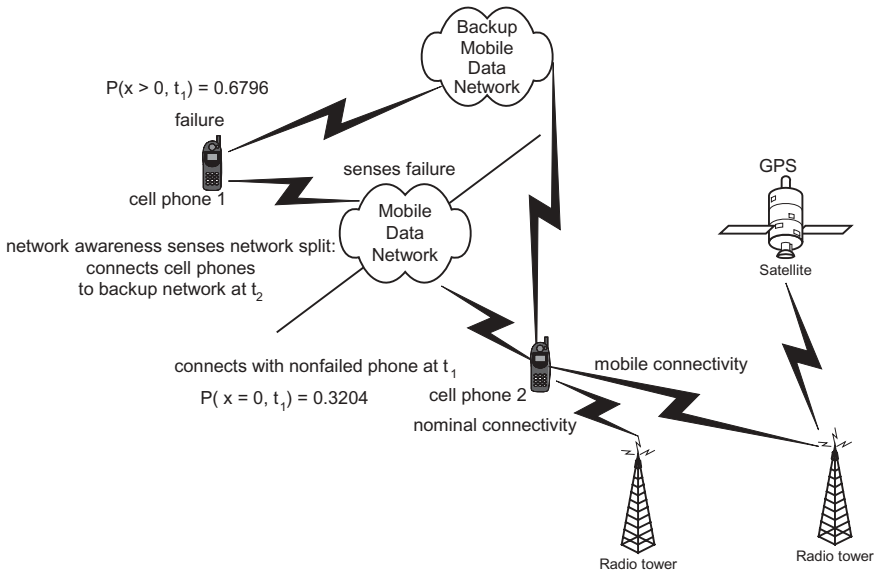 Backup
Mobile
Data
Network
P(x > 0, t₁) = 0.6796
failure
cell phone 1
senses failure
Mobile
Data
Network
network awareness senses network split:
connects cell phones
to backup network at t₂
GPS
Satellite
connects with nonfailed phone at t₁
P( x = 0, t₁) = 0.3204
cell phone 2
mobile connectivity
nominal connectivity
Radio tower
Radio tower